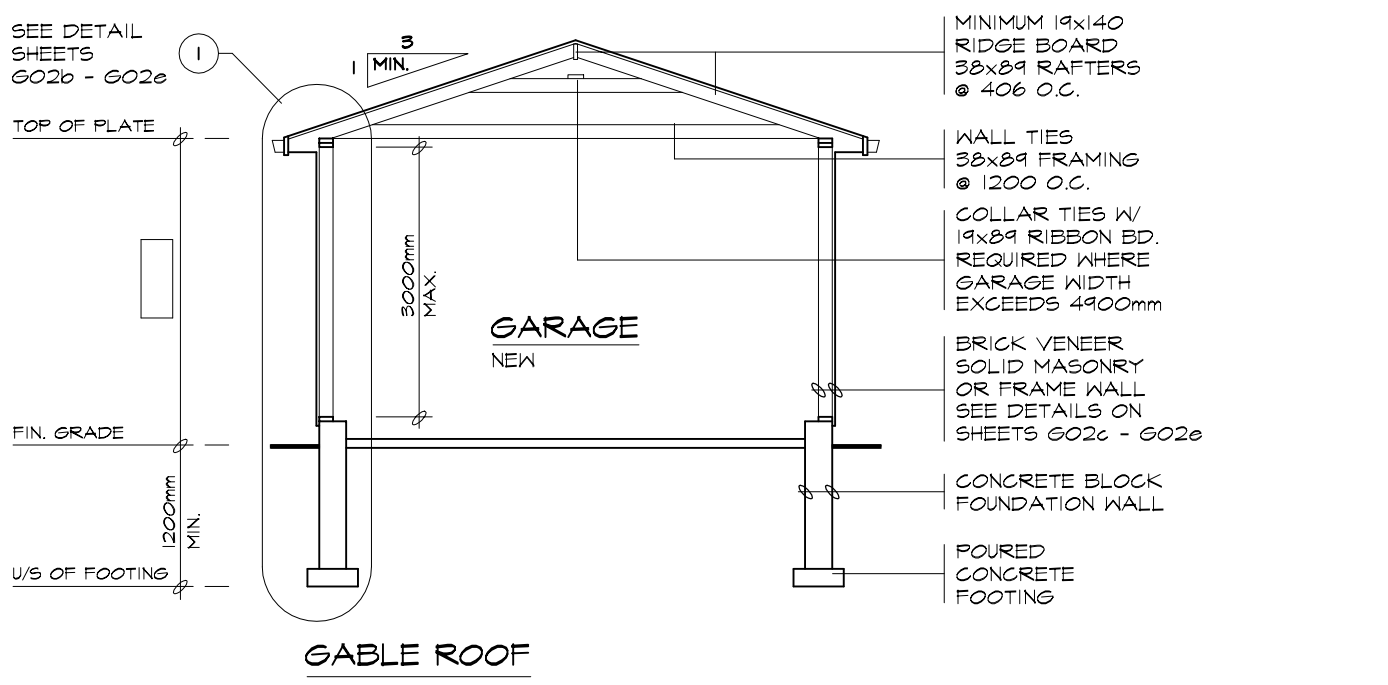 SEE DETAIL
SHEETS
G02b - G02e
1
3
1
MIN.
TOP OF PLATE
3000mm
MAX.
GARAGE
NEW
FIN. GRADE
1200mm
MIN.
U/S OF FOOTING
MINIMUM 19x140
RIDGE BOARD
38x89 RAFTERS
@ 406 O.C.
WALL TIES
38x89 FRAMING
@ 1200 O.C.
COLLAR TIES W/
19x89 RIBBON BD.
REQUIRED WHERE
GARAGE WIDTH
EXCEEDS 4900mm
BRICK VENEER
SOLID MASONRY
OR FRAME WALL
SEE DETAILS ON
SHEETS G02c - G02e
CONCRETE BLOCK
FOUNDATION WALL
POURED
CONCRETE
FOOTING
GABLE ROOF